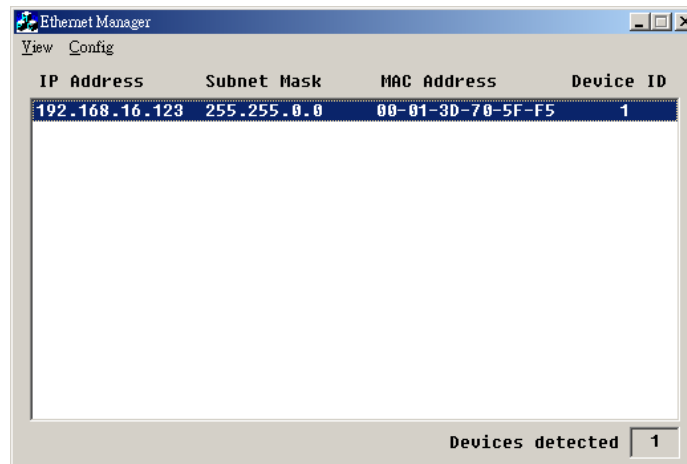 Ethernet Manager
View Config
IP Address Subnet Mask MAC Address Device ID
192.168.16.123 255.255.0.0 00-01-3D-70-5F-F5 1
Devices detected 1